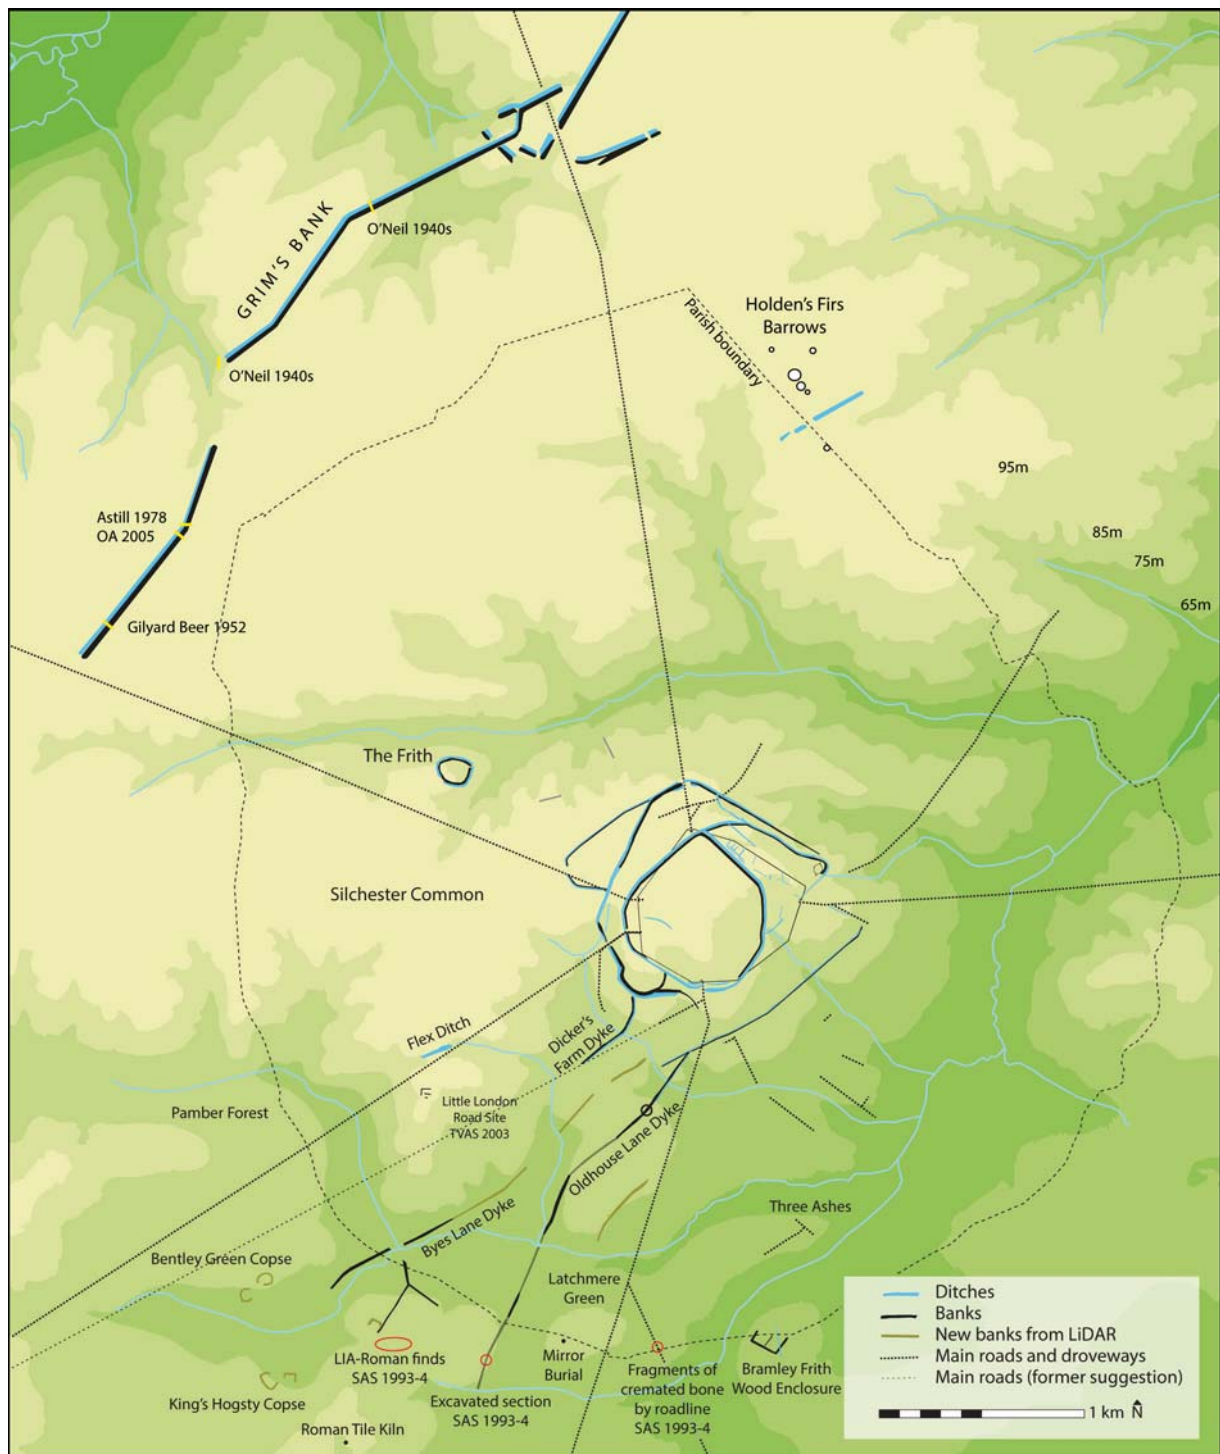 GRIM'S BANK
O'Neil 1940s
O'Neil 1940s
Holden's Firs
Barrows
Parish boundary
95m
85m
75m
65m
Astill 1978
OA 2005
Gilyard Beer 1952
The Frith
Silchester Common
Flex Ditch
Dicker's
Farm Dyke
Little London
Road Site
TVAS 2003
Pamber Forest
Oldhouse Lane Dyke
Byes Lane Dyke
Three Ashes
Bentley Green Copse
Latchmere
Green
LIA-Roman finds
SAS 1993-4
Mirror
Burial
Fragments of
cremated bone
by roadline
SAS 1993-4
Bramley Frith
Wood Enclosure
King's Hogsty Copse
Excavated section
SAS 1993-4
Roman Tile Kiln
Ditches
Banks
New banks from LiDAR
Main roads and droveways
Main roads (former suggestion)
1 km N